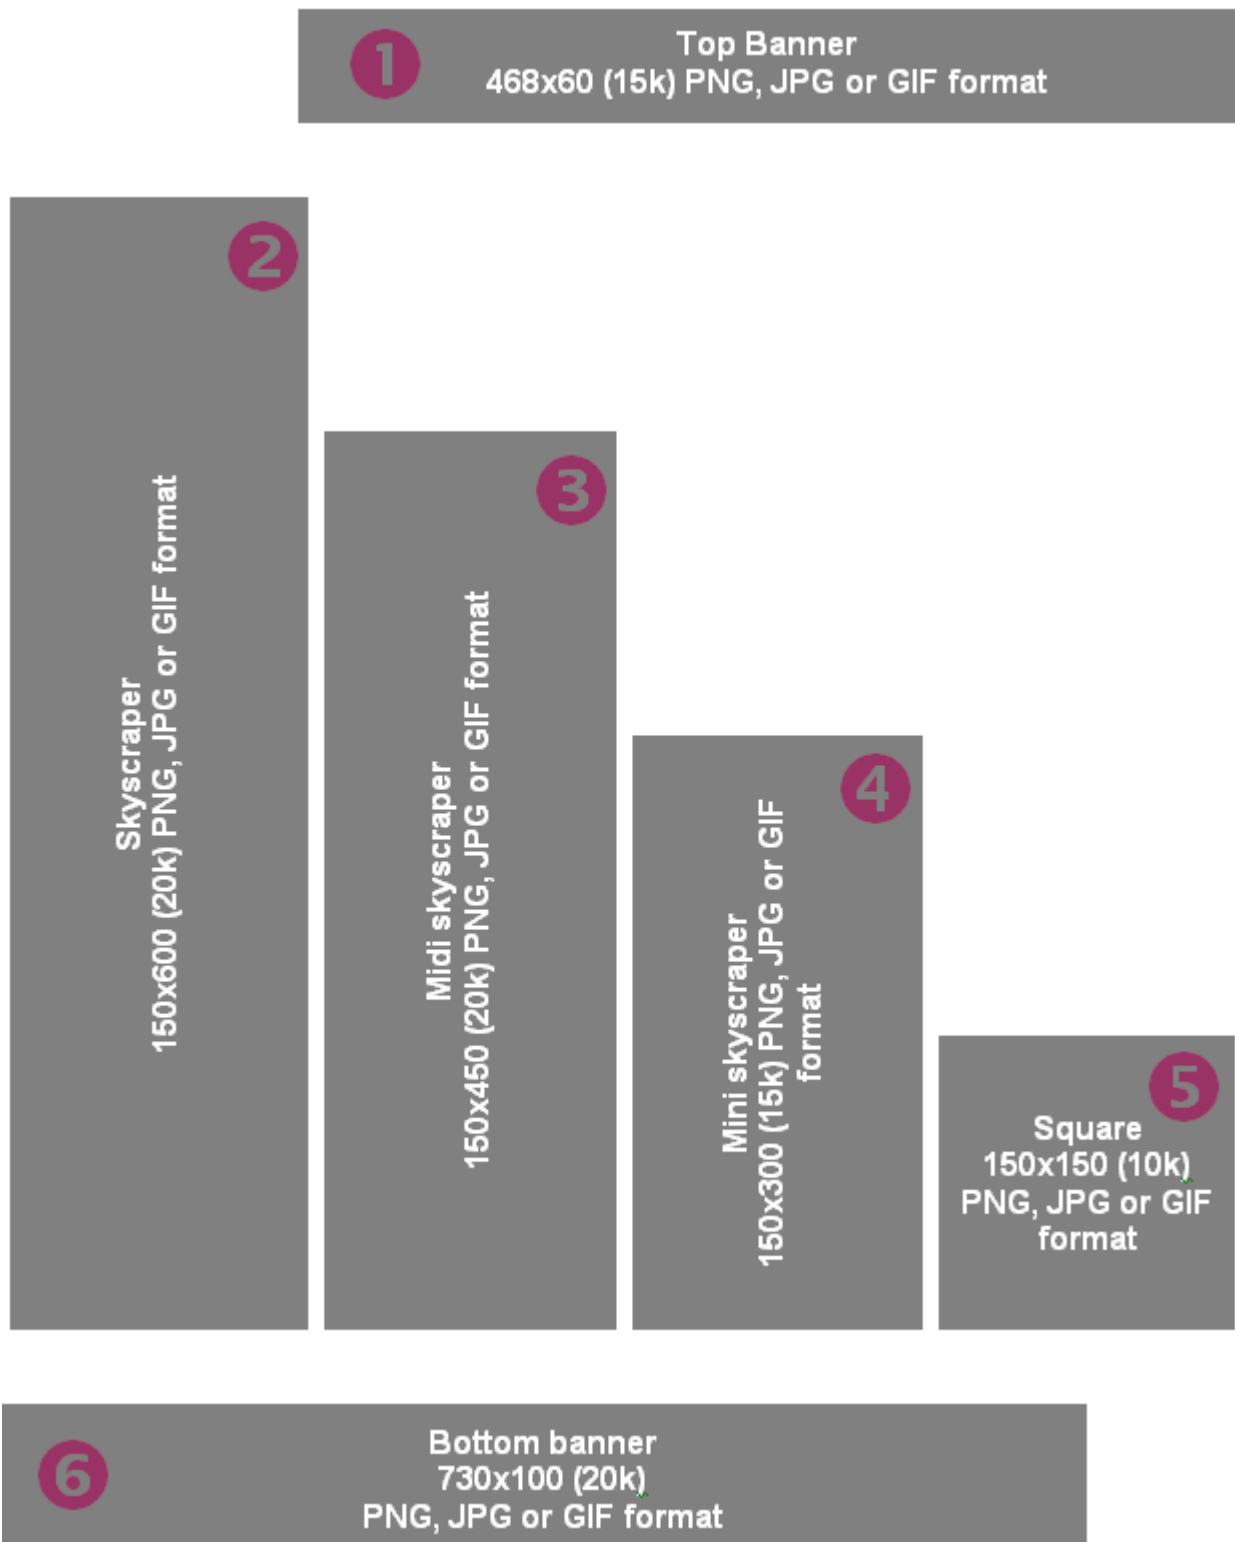 1
Top Banner
468x60 (15k) PNG, JPG or GIF format
2
Skyscraper
150x600 (20k) PNG, JPG or GIF format
3
Midi skyscraper
150x450 (20k) PNG, JPG or GIF format
4
Mini skyscraper
150x300 (15k) PNG, JPG or GIF
format
5
Square
150x150 (10k)
PNG, JPG or GIF
format
6
Bottom banner
730x100 (20k)
PNG, JPG or GIF format